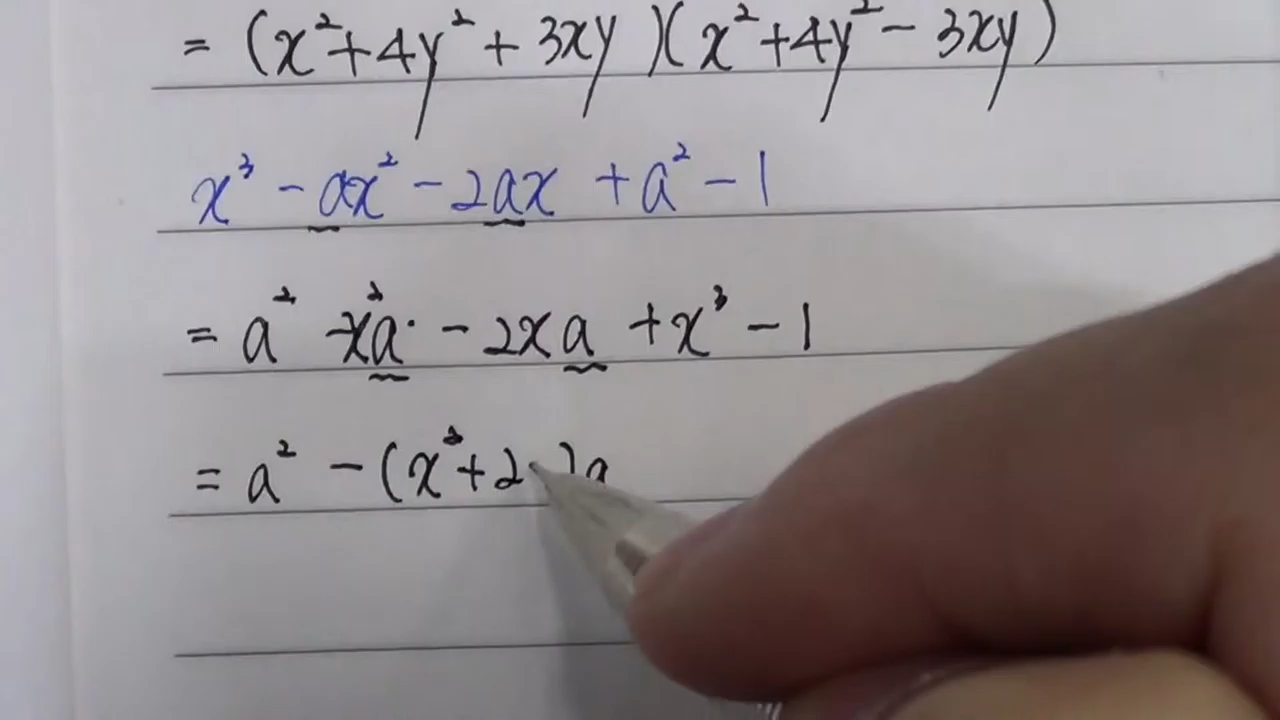 = (x²+4y²+3xy)(x²+4y²-3xy)
x³-ax²-2ax+a²-1
= a²-x²a·-2xa+x³-1
= a²-(x²+2 )a